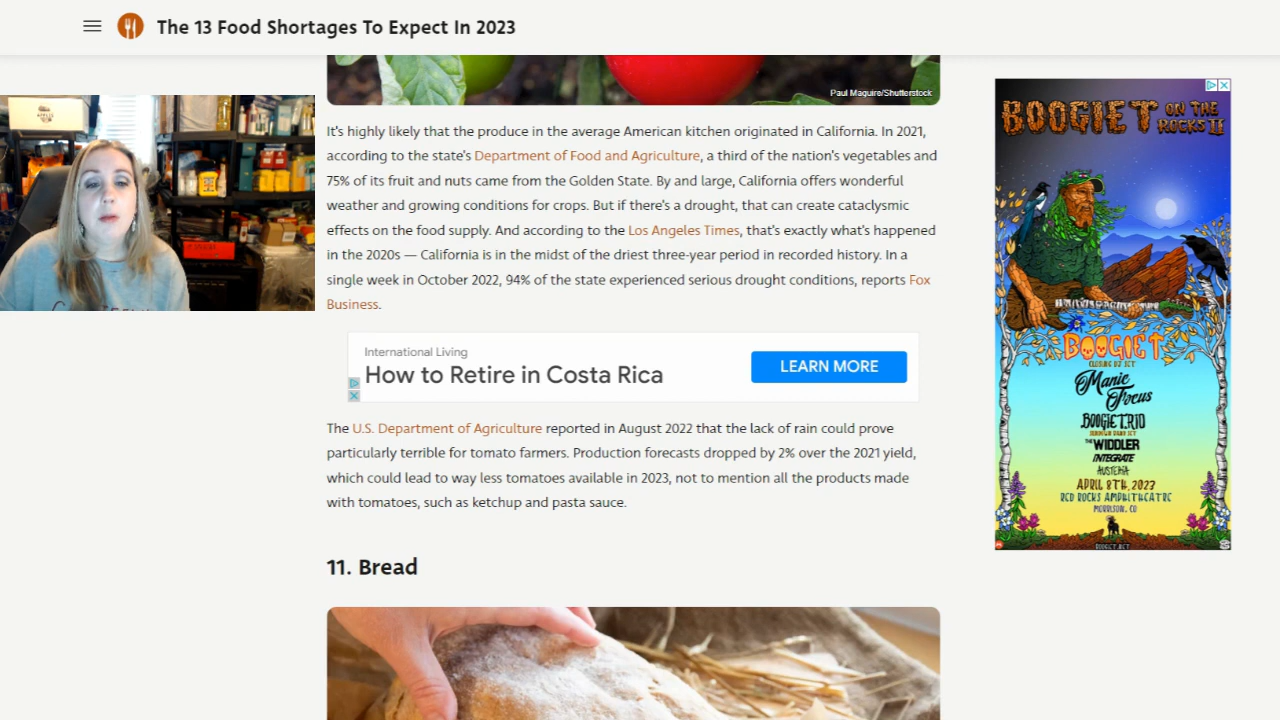 The 13 Food Shortages To Expect In 2023
Paul Maguire/Shutterstock
It's highly likely that the produce in the average American kitchen originated in California. In 2021,
according to the state's Department of Food and Agriculture, a third of the nation's vegetables and
75% of its fruit and nuts came from the Golden State. By and large, California offers wonderful
weather and growing conditions for crops. But if there's a drought, that can create cataclysmic
effects on the food supply. And according to the Los Angeles Times, that's exactly what's happened
in the 2020s — California is in the midst of the driest three-year period in recorded history. In a
single week in October 2022, 94% of the state experienced serious drought conditions, reports Fox
Business.
International Living
How to Retire in Costa Rica
LEARN MORE
The U.S. Department of Agriculture reported in August 2022 that the lack of rain could prove
particularly terrible for tomato farmers. Production forecasts dropped by 2% over the 2021 yield,
which could lead to way less tomatoes available in 2023, not to mention all the products made
with tomatoes, such as ketchup and pasta sauce.
11. Bread
BOOGIE T ON THE
ROCKS II
BOOGIE T
CLOSING DJ SET
Manic
Focus
BOOGIE T.RIO
THE WIDDLER
INTEGRATE
AUSTERIA
APRIL 8TH, 2023
RED ROCKS AMPHITHEATRE
MORRISON, CO
BOOGIET.NET